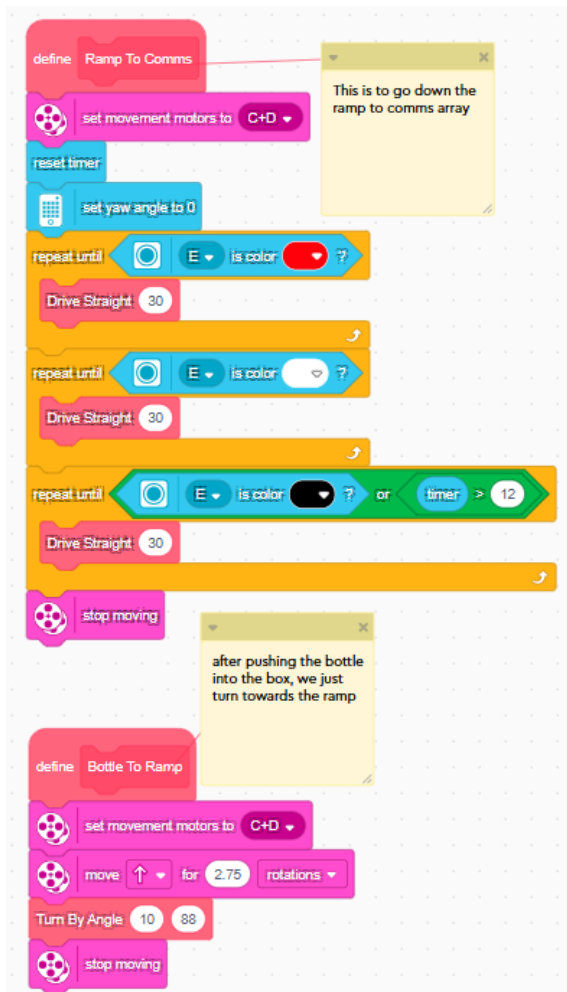 define Ramp To Comms
This is to go down the
ramp to comms array
set movement motors to C+D
reset timer
set yaw angle to 0
repeat until E is color ?
Drive Straight 30
repeat until E is color ?
Drive Straight 30
repeat until E is color ? or timer > 12
Drive Straight 30
stop moving
after pushing the bottle
into the box, we just
turn towards the ramp
define Bottle To Ramp
set movement motors to C+D
move ↑ for 2.75 rotations
Turn By Angle 10 88
stop moving